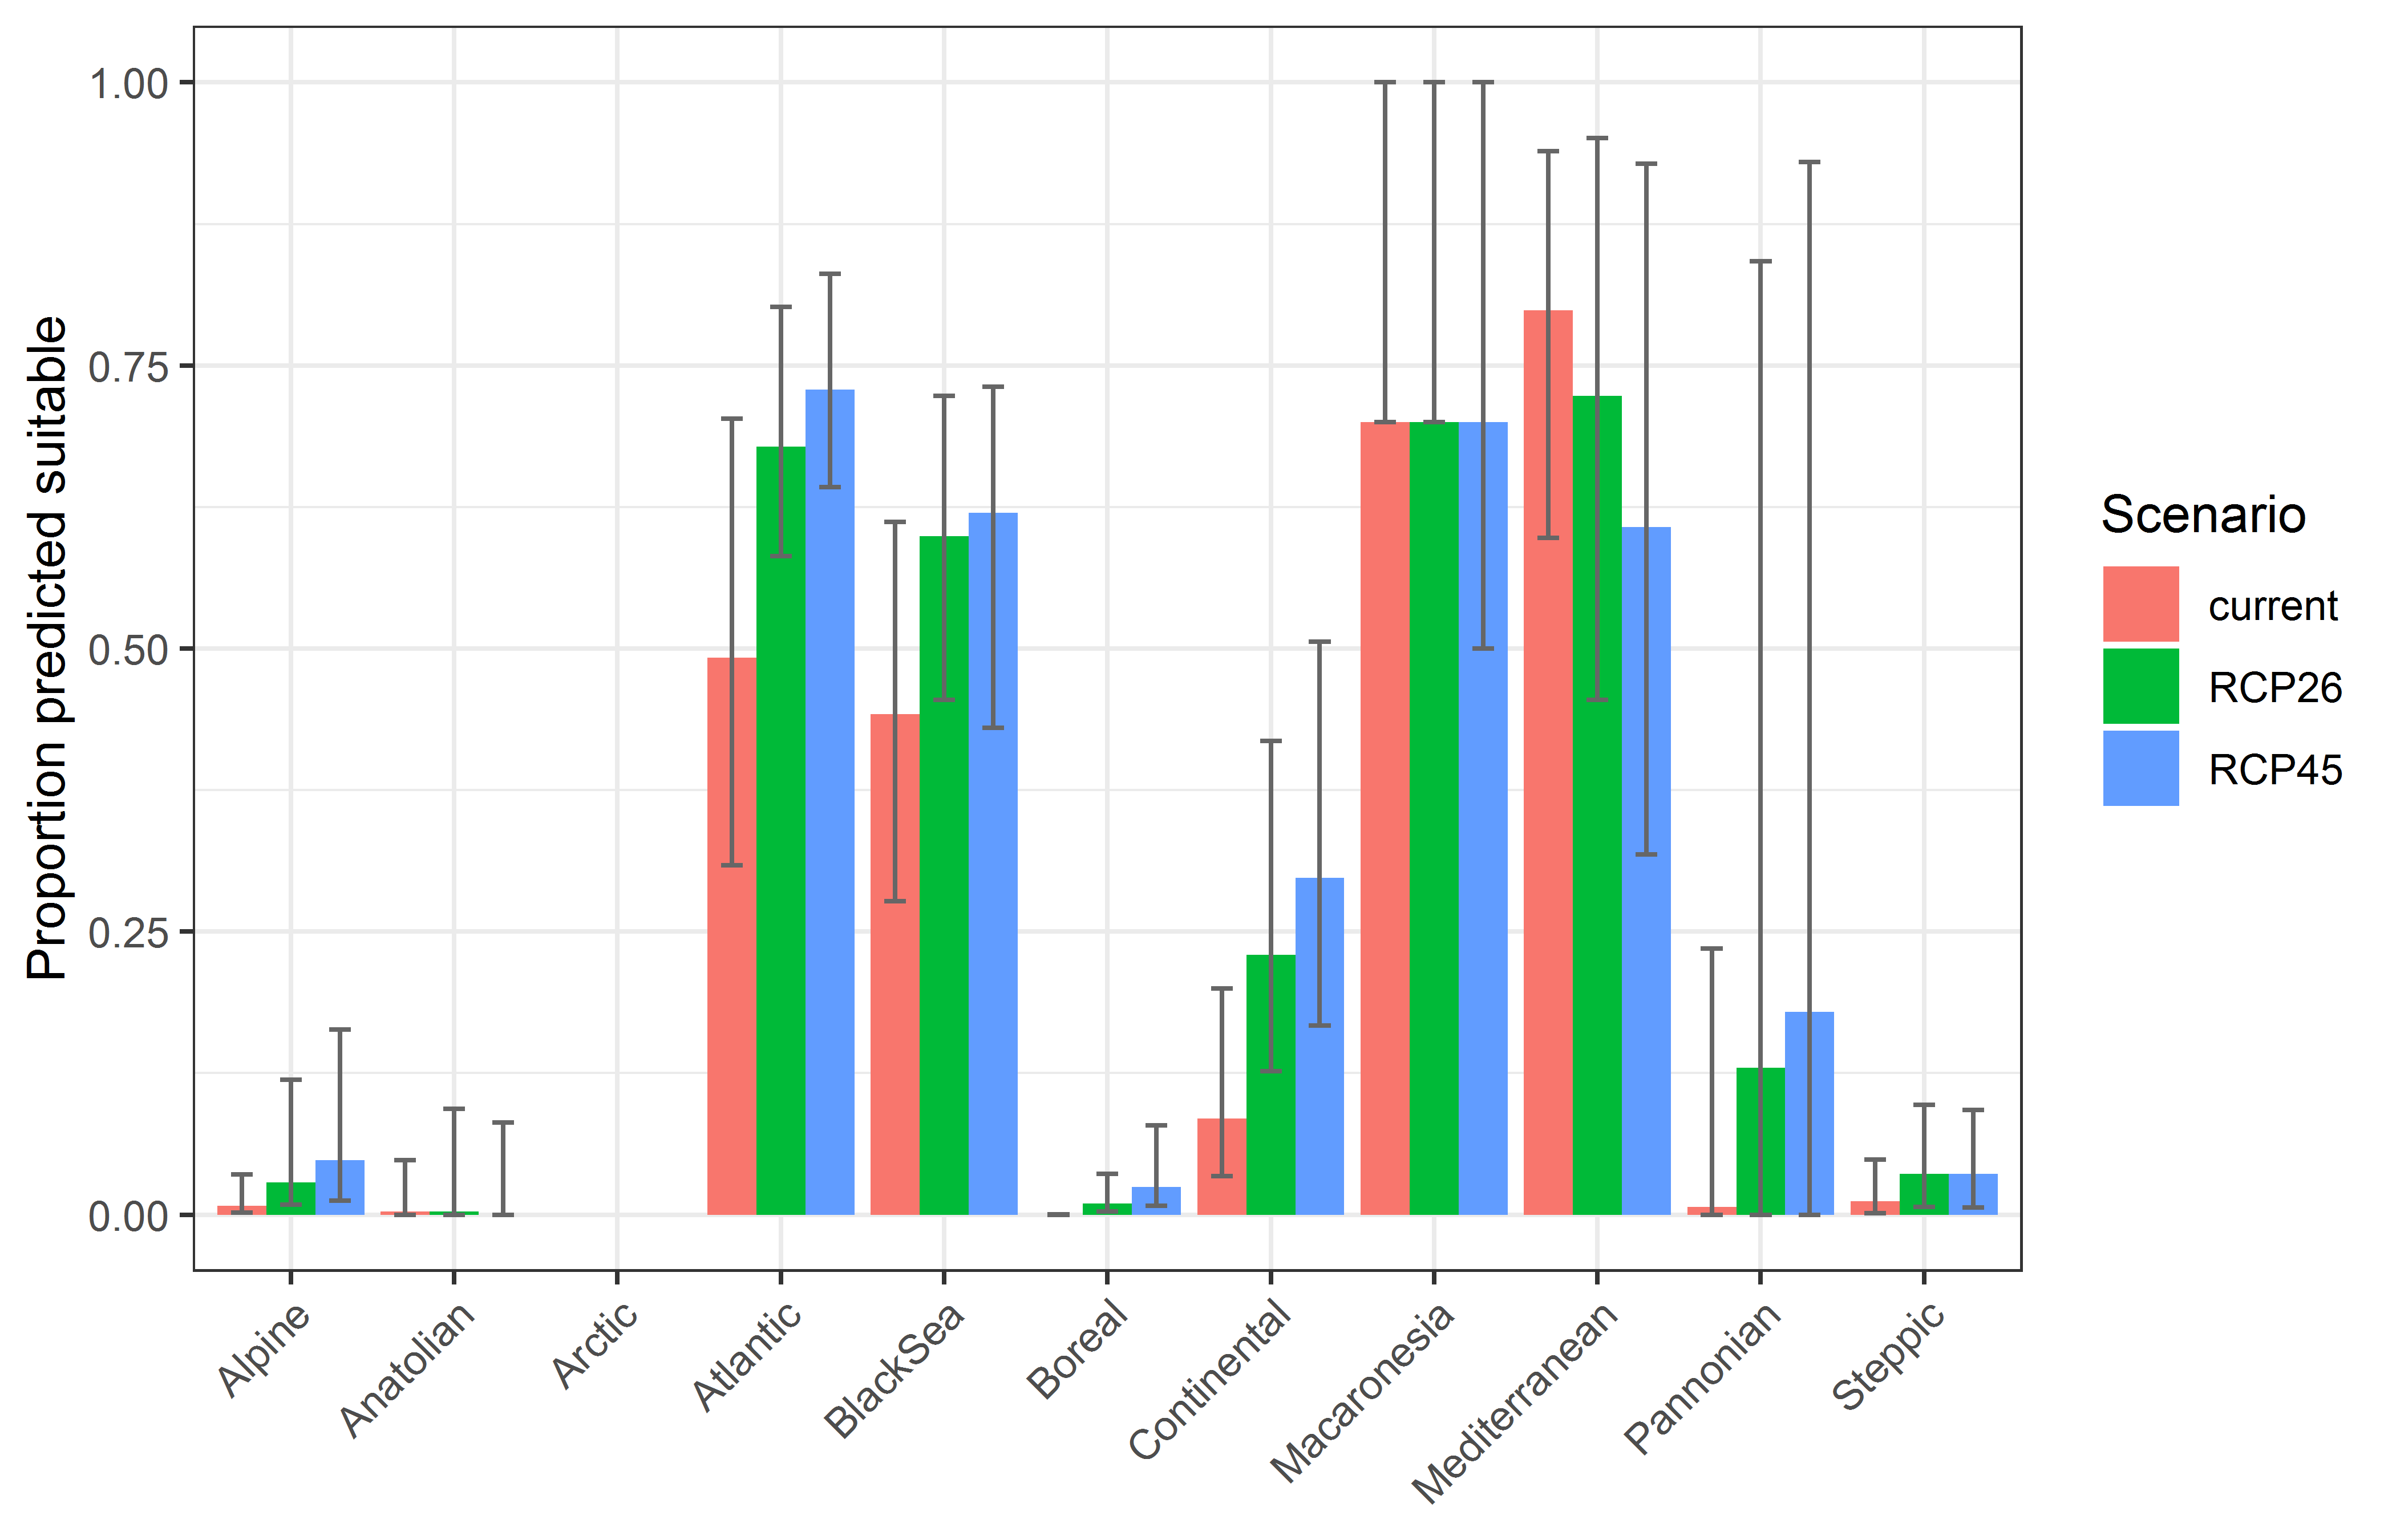 Proportion predicted suitable
1.00
0.75
0.50
0.25
0.00
Alpine
Anatolian
Arctic
Atlantic
BlackSea
Boreal
Continental
Macaronesia
Mediterranean
Pannonian
Steppic
Scenario
current
RCP26
RCP45